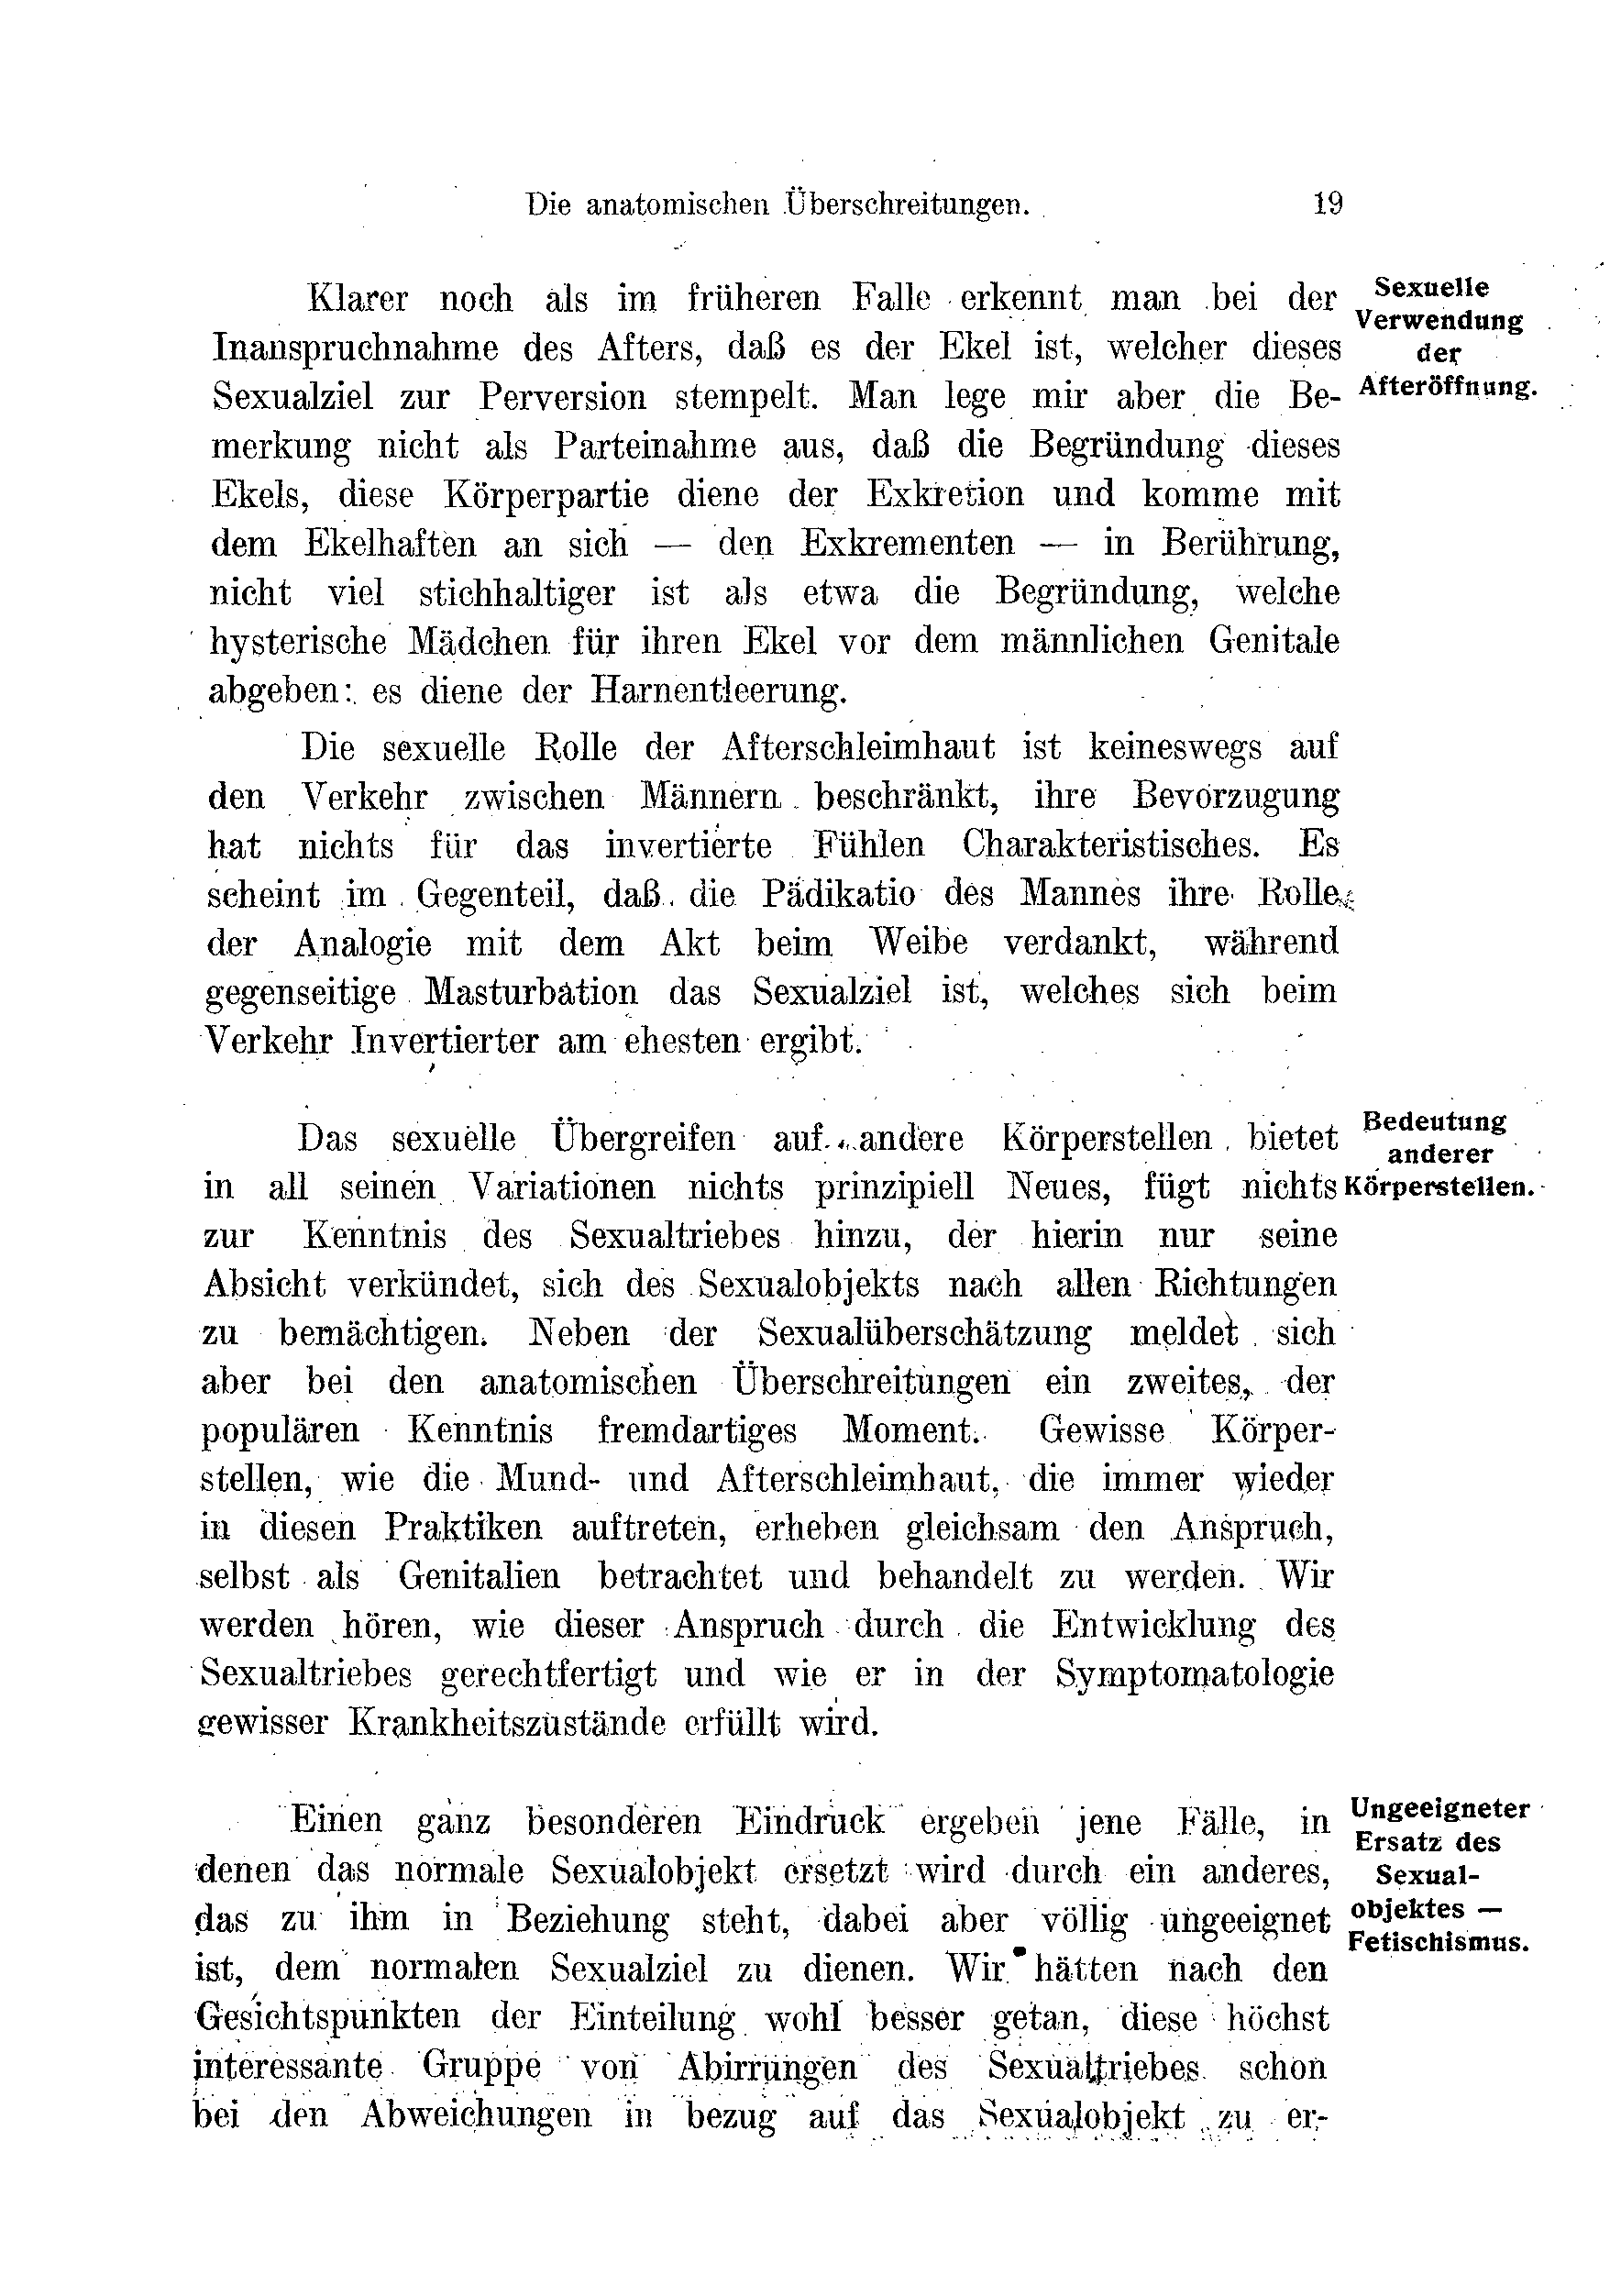 Die anatomischen Überschreitungen. 19
Sexuelle
Verwendung
der
Afteröffnung.
Klarer noch als im früheren Falle erkennt man bei der
Inanspruchnahme des Afters, daß es der Ekel ist, welcher dieses
Sexualziel zur Perversion stempelt. Man lege mir aber die Be-
merkung nicht als Parteinahme aus, daß die Begründung dieses
Ekels, diese Körperpartie diene der Exkretion und komme mit
dem Ekelhaften an sich — den Exkrementen — in Berührung,
nicht viel stichhaltiger ist als etwa die Begründung, welche
hysterische Mädchen für ihren Ekel vor dem männlichen Genitale
abgeben: es diene der Harnentleerung.
Die sexuelle Rolle der Afterschleimhaut ist keineswegs auf
den Verkehr zwischen Männern beschränkt, ihre Bevorzugung
hat nichts für das invertierte Fühlen Charakteristisches. Es
scheint im Gegenteil, daß die Pädikatio des Mannes ihre Rolle
der Analogie mit dem Akt beim Weibe verdankt, während
gegenseitige Masturbation das Sexualziel ist, welches sich beim
Verkehr Invertierter am ehesten ergibt.
Bedeutung
anderer
Körperstellen.
Das sexuelle Übergreifen auf andere Körperstellen bietet
in all seinen Variationen nichts prinzipiell Neues, fügt nichts
zur Kenntnis des Sexualtriebes hinzu, der hierin nur seine
Absicht verkündet, sich des Sexualobjekts nach allen Richtungen
zu bemächtigen. Neben der Sexualüberschätzung meldet sich
aber bei den anatomischen Überschreitungen ein zweites, der
populären Kenntnis fremdartiges Moment. Gewisse Körper-
stellen, wie die Mund- und Afterschleimhaut, die immer wieder
in diesen Praktiken auftreten, erheben gleichsam den Anspruch,
selbst als Genitalien betrachtet und behandelt zu werden. Wir
werden hören, wie dieser Anspruch durch die Entwicklung des
Sexualtriebes gerechtfertigt und wie er in der Symptomatologie
gewisser Krankheitszustände erfüllt wird.
Ungeeigneter
Ersatz des
Sexual-
objektes —
Fetischismus.
Einen ganz besonderen Eindruck ergeben jene Fälle, in
denen das normale Sexualobjekt ersetzt wird durch ein anderes,
das zu ihm in Beziehung steht, dabei aber völlig ungeeignet
ist, dem normalen Sexualziel zu dienen. Wir hätten nach den
Gesichtspunkten der Einteilung wohl besser getan, diese höchst
interessante Gruppe von Abirrungen des Sexualtriebes schon
bei den Abweichungen in bezug auf das Sexualobjekt zu er-